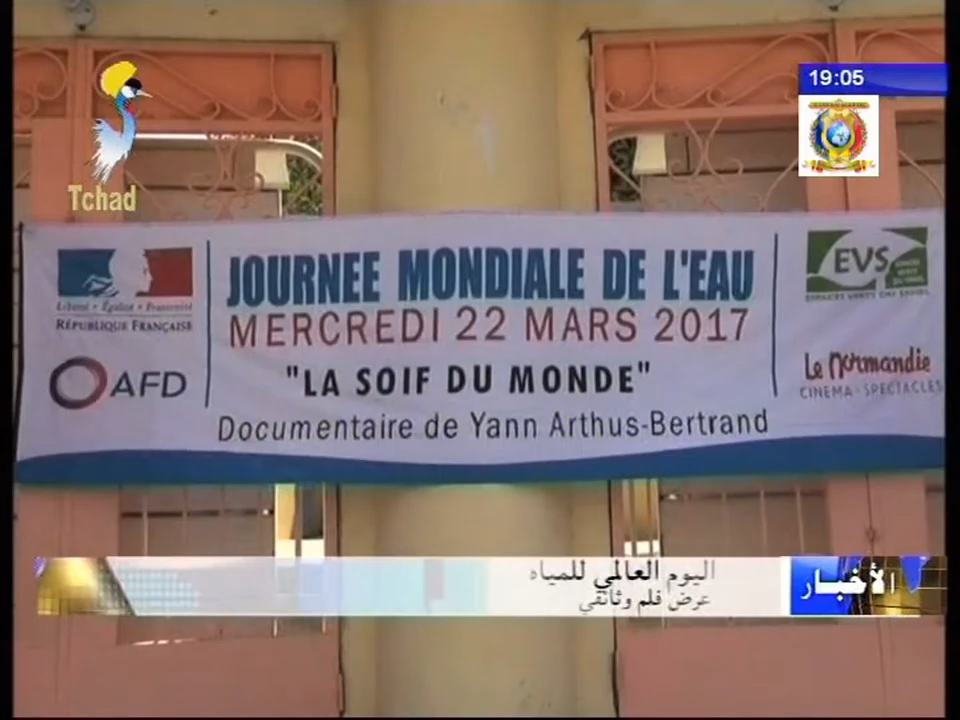 19:05
Tchad
Liberté • Égalité • Fraternité
RÉPUBLIQUE FRANÇAISE
AFD
JOURNEE MONDIALE DE L'EAU
MERCREDI 22 MARS 2017
"LA SOIF DU MONDE"
Documentaire de Yann Arthus-Bertrand
EVS
Le Normandie
CINEMA - SPECTACLES
اليوم العالمي للمياه
عرض فلم وثائقي
الأخبار